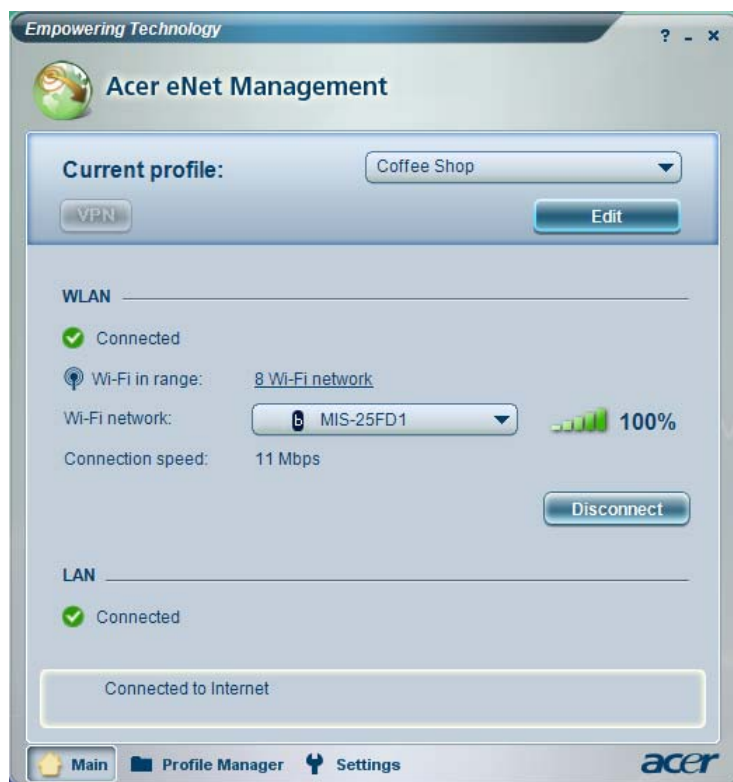 Empowering Technology
? - ×
Acer eNet Management
Current profile:
Coffee Shop
VPN
Edit
WLAN
Connected
Wi-Fi in range: 8 Wi-Fi network
Wi-Fi network: b MIS-25FD1 100%
Connection speed: 11 Mbps
Disconnect
LAN
Connected
Connected to Internet
Main Profile Manager Settings acer